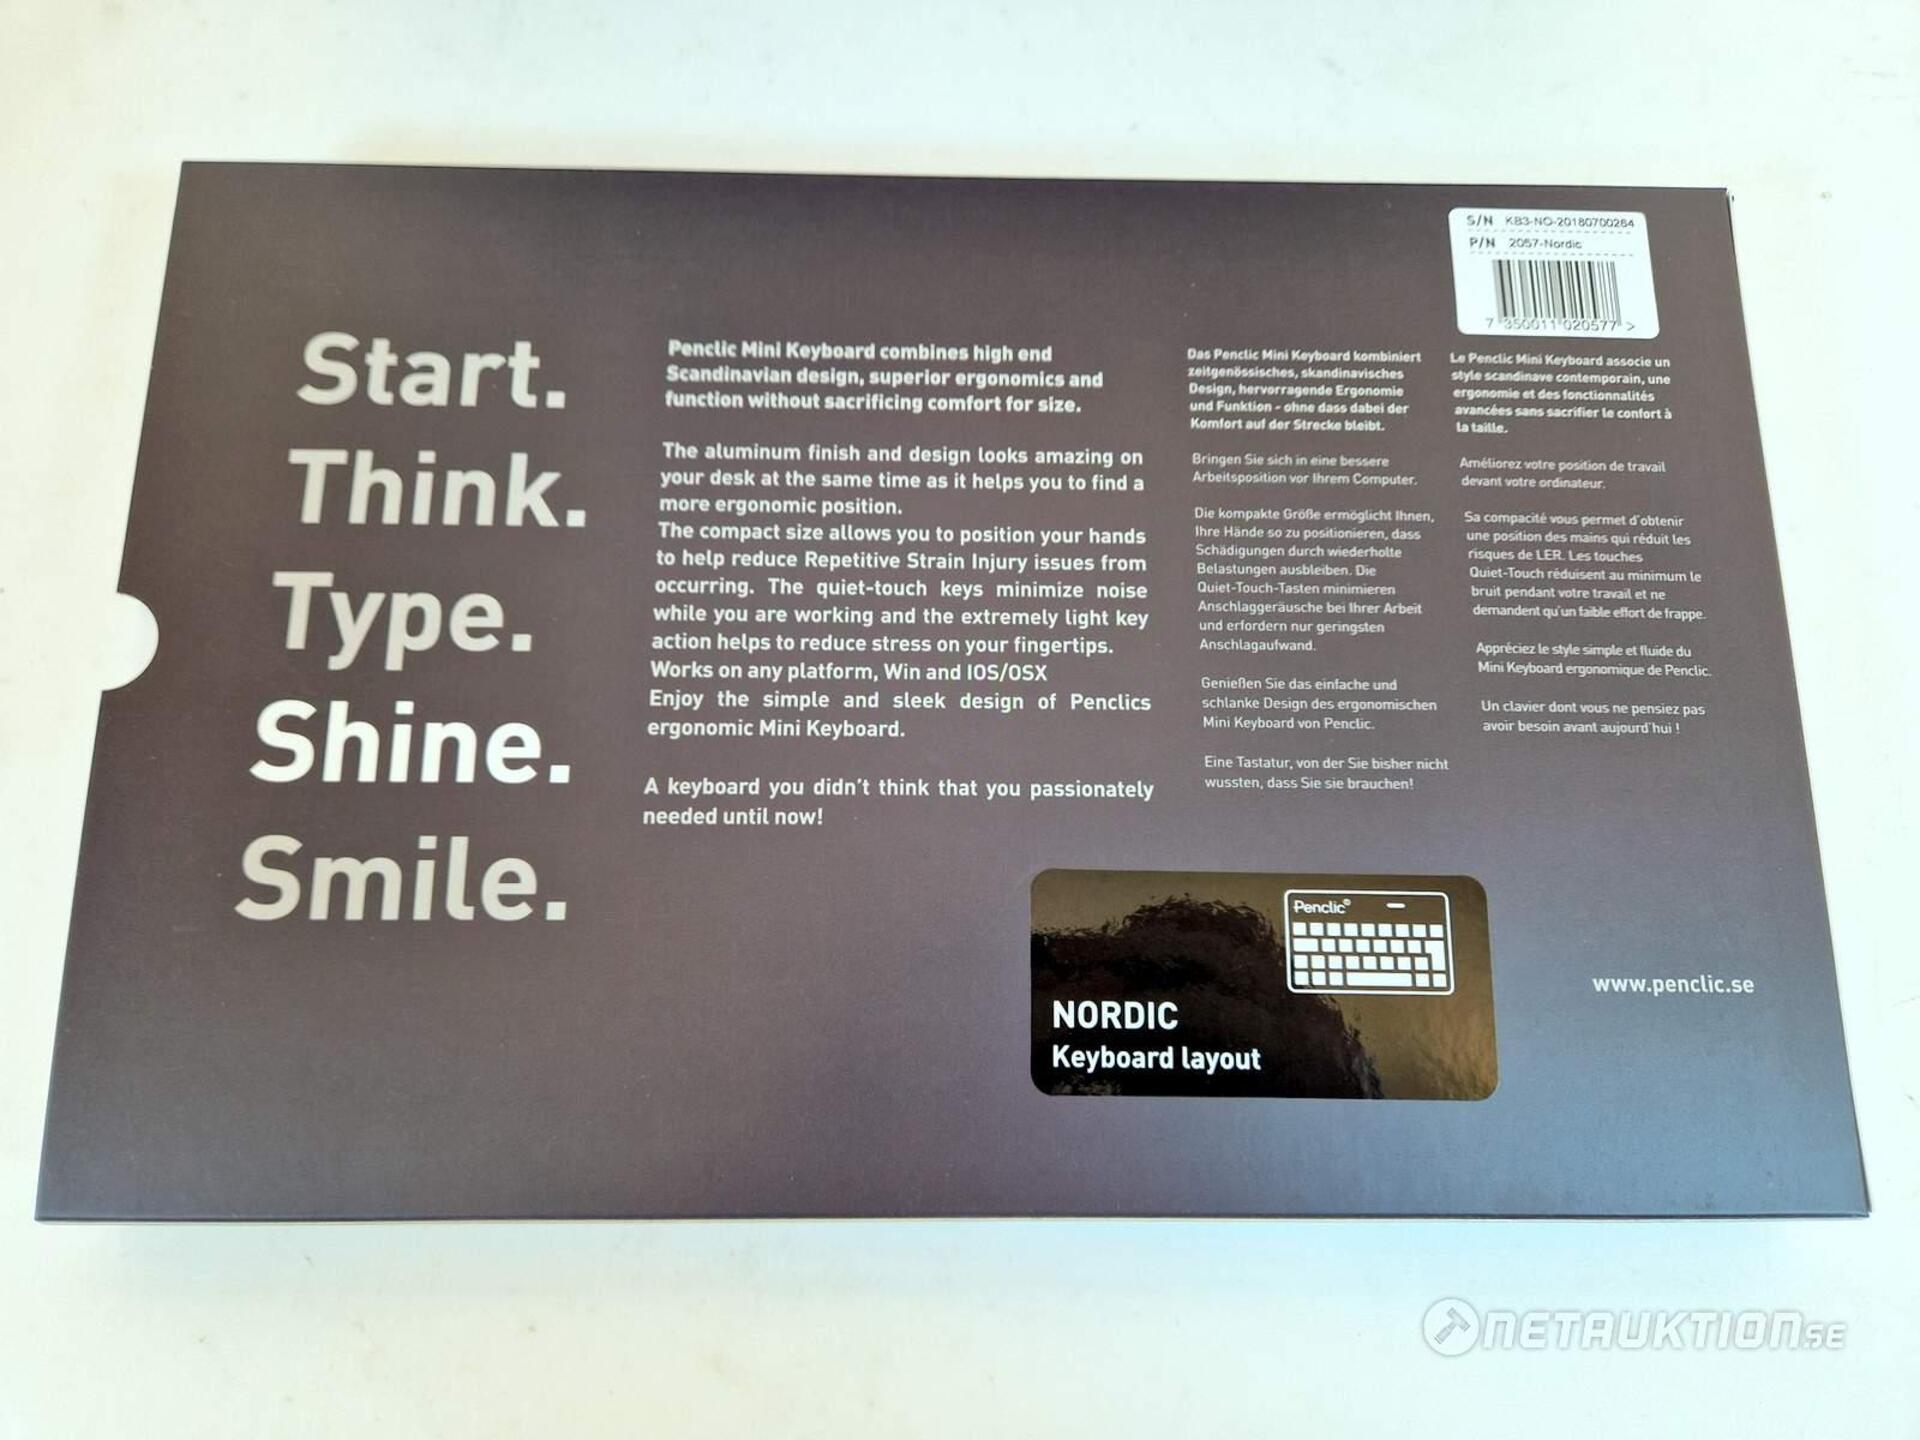 S/N KB3-NO-20180700264
P/N 2057-Nordic
7 350011 020577 >
Start.
Think.
Type.
Shine.
Smile.
Penclic Mini Keyboard combines high end
Scandinavian design, superior ergonomics and
function without sacrificing comfort for size.
The aluminum finish and design looks amazing on
your desk at the same time as it helps you to find a
more ergonomic position.
The compact size allows you to position your hands
to help reduce Repetitive Strain Injury issues from
occurring. The quiet-touch keys minimize noise
while you are working and the extremely light key
action helps to reduce stress on your fingertips.
Works on any platform, Win and IOS/OSX
Enjoy the simple and sleek design of Penclics
ergonomic Mini Keyboard.
A keyboard you didn't think that you passionately
needed until now!
Das Penclic Mini Keyboard kombiniert
zeitgenössisches, skandinavisches
Design, hervorragende Ergonomie
und Funktion - ohne dass dabei der
Komfort auf der Strecke bleibt.
Bringen Sie sich in eine bessere
Arbeitsposition vor Ihrem Computer.
Die kompakte Größe ermöglicht Ihnen,
Ihre Hände so zu positionieren, dass
Schädigungen durch wiederholte
Belastungen ausbleiben. Die
Quiet-Touch-Tasten minimieren
Anschlaggeräusche bei Ihrer Arbeit
und erfordern nur geringsten
Anschlagaufwand.
Genießen Sie das einfache und
schlanke Design des ergonomischen
Mini Keyboard von Penclic.
Eine Tastatur, von der Sie bisher nicht
wussten, dass Sie sie brauchen!
Le Penclic Mini Keyboard associe un
style scandinave contemporain, une
ergonomie et des fonctionnalités
avancées sans sacrifier le confort à
la taille.
Améliorez votre position de travail
devant votre ordinateur.
Sa compacité vous permet d'obtenir
une position des mains qui réduit les
risques de LER. Les touches
Quiet-Touch réduisent au minimum le
bruit pendant votre travail et ne
demandent qu'un faible effort de frappe.
Appréciez le style simple et fluide du
Mini Keyboard ergonomique de Penclic.
Un clavier dont vous ne pensiez pas
avoir besoin avant aujourd'hui !
Penclic®
NORDIC
Keyboard layout
www.penclic.se
NETAUKTION.SE